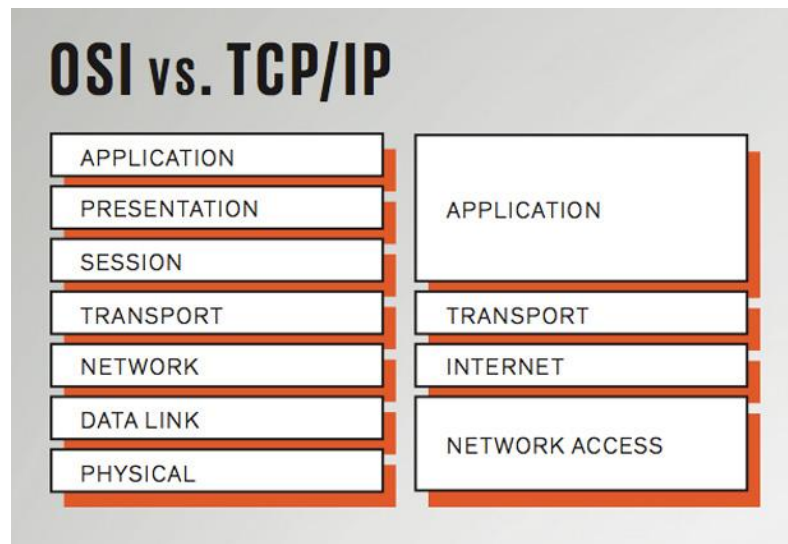 OSI vs. TCP/IP
APPLICATION
PRESENTATION
SESSION
TRANSPORT
NETWORK
DATA LINK
PHYSICAL
APPLICATION
TRANSPORT
INTERNET
NETWORK ACCESS